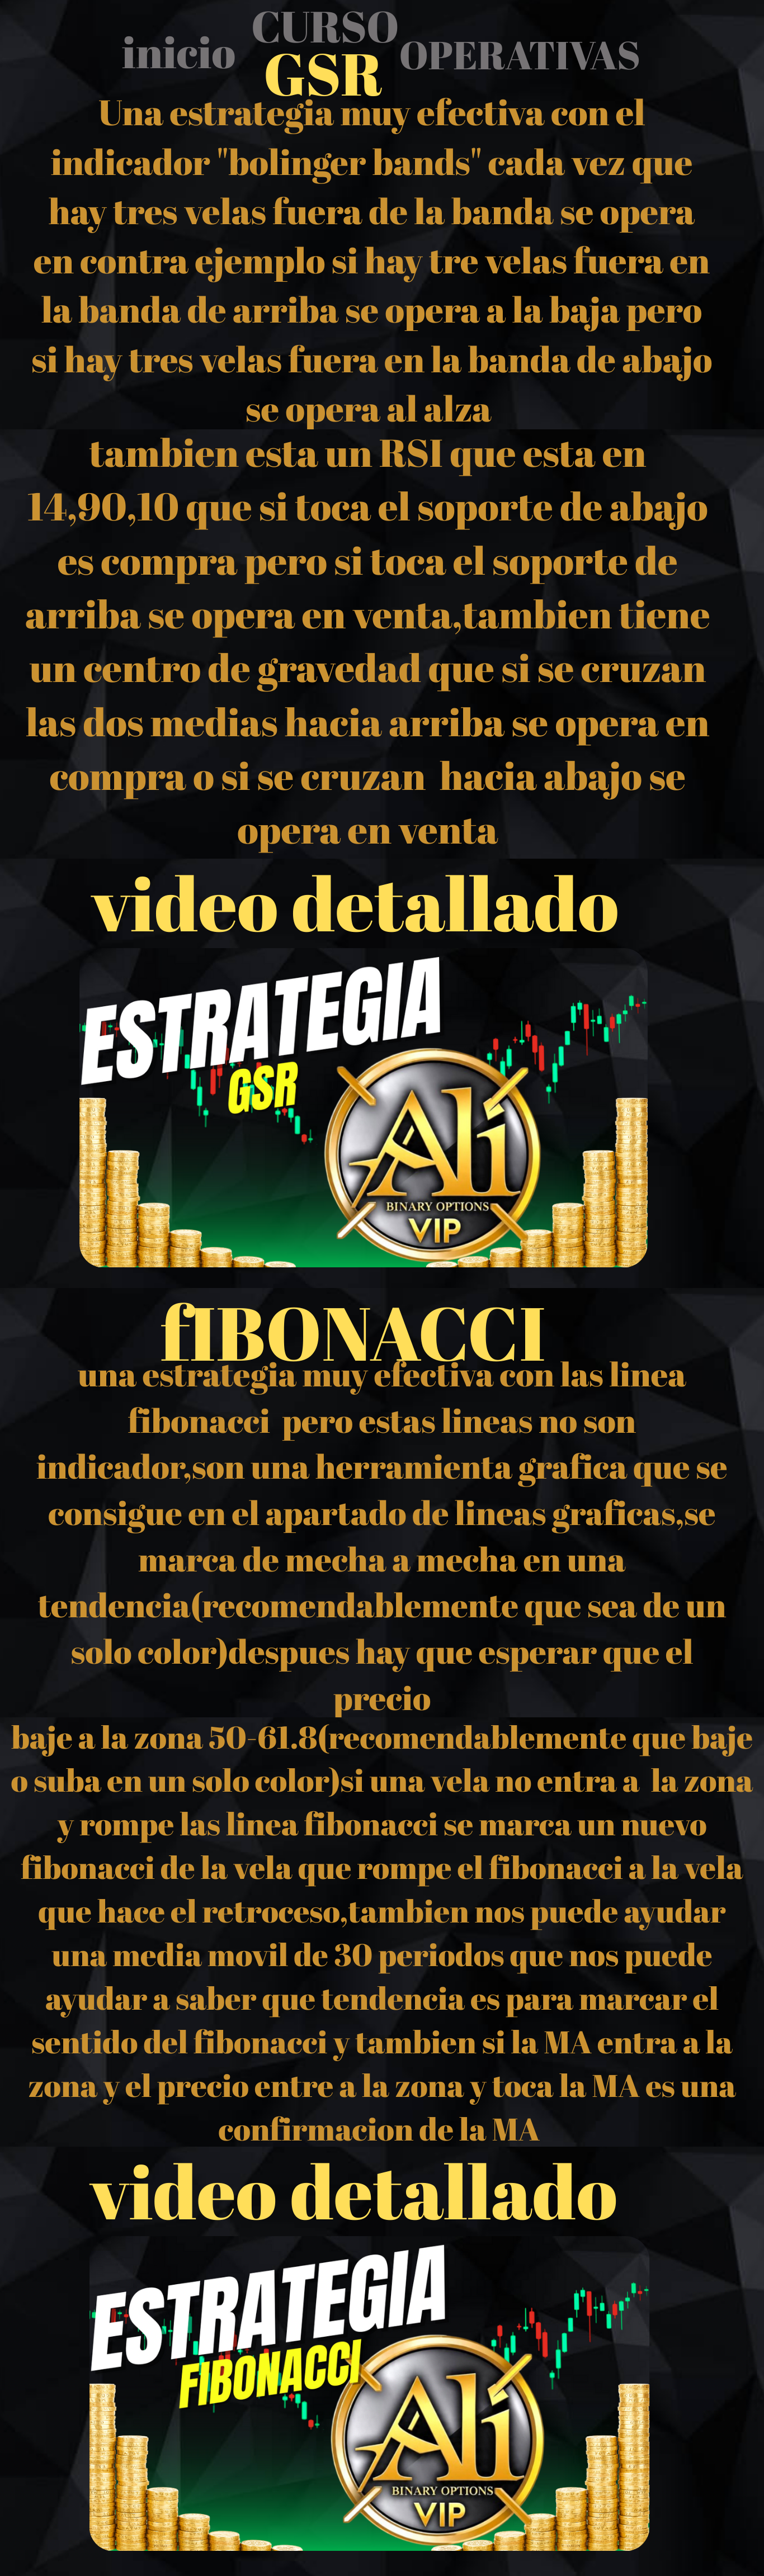 inicio CURSO OPERATIVAS
GSR
Una estrategia muy efectiva con el
indicador "bolinger bands" cada vez que
hay tres velas fuera de la banda se opera
en contra ejemplo si hay tre velas fuera en
la banda de arriba se opera a la baja pero
si hay tres velas fuera en la banda de abajo
se opera al alza
tambien esta un RSI que esta en
14,90,10 que si toca el soporte de abajo
es compra pero si toca el soporte de
arriba se opera en venta,tambien tiene
un centro de gravedad que si se cruzan
las dos medias hacia arriba se opera en
compra o si se cruzan hacia abajo se
opera en venta
video detallado
ESTRATEGIA
GSR
Ali
BINARY OPTIONS
VIP
fIBONACCI
una estrategia muy efectiva con las linea
fibonacci pero estas lineas no son
indicador,son una herramienta grafica que se
consigue en el apartado de lineas graficas,se
marca de mecha a mecha en una
tendencia(recomendablemente que sea de un
solo color)despues hay que esperar que el
precio
baje a la zona 50-61.8(recomendablemente que baje
o suba en un solo color)si una vela no entra a la zona
y rompe las linea fibonacci se marca un nuevo
fibonacci de la vela que rompe el fibonacci a la vela
que hace el retroceso,tambien nos puede ayudar
una media movil de 30 periodos que nos puede
ayudar a saber que tendencia es para marcar el
sentido del fibonacci y tambien si la MA entra a la
zona y el precio entre a la zona y toca la MA es una
confirmacion de la MA
video detallado
ESTRATEGIA
FIBONACCI
Ali
BINARY OPTIONS
VIP